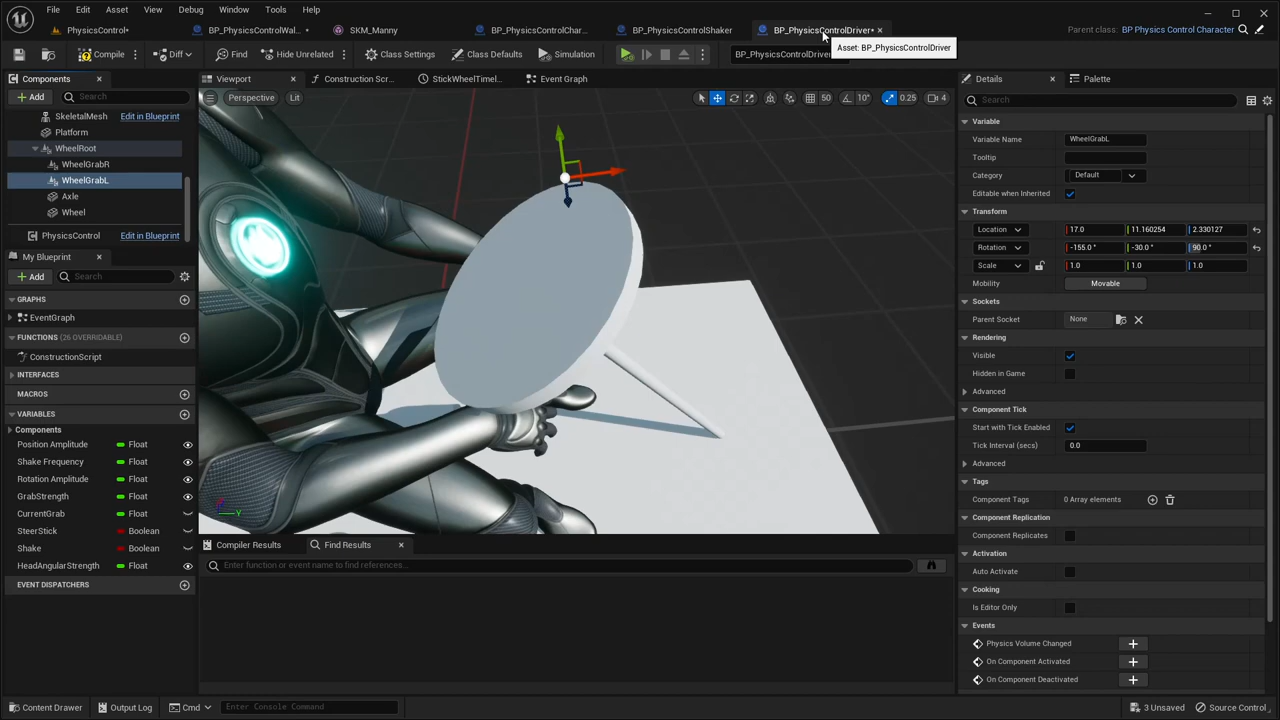 File Edit Asset View Debug Window Tools Help
PhysicsControl•
BP_PhysicsControlWal... •
SKM_Manny
BP_PhysicsControlChar...
BP_PhysicsControlShaker
BP_PhysicsControlDriver•
Parent class: BP Physics Control Character
Asset: BP_PhysicsControlDriver
Compile
Diff
Find
Hide Unrelated
Class Settings
Class Defaults
Simulation
BP_PhysicsControlDriver
Components
Add
Search
SkeletalMesh Edit in Blueprint
Platform
WheelRoot
WheelGrabR
WheelGrabL
Axle
Wheel
PhysicsControl Edit in Blueprint
My Blueprint
Add
Search
GRAPHS
EventGraph
FUNCTIONS (26 OVERRIDABLE)
ConstructionScript
INTERFACES
MACROS
VARIABLES
Components
Position Amplitude Float
Shake Frequency Float
Rotation Amplitude Float
GrabStrength Float
CurrentGrab Float
SteerStick Boolean
Shake Boolean
HeadAngularStrength Float
EVENT DISPATCHERS
Viewport
Construction Scr...
StickWheelTimel...
Event Graph
Perspective Lit
50 10° 0.25 4
Y
Compiler Results
Find Results
Enter function or event name to find references...
Details
Palette
Search
Variable
Variable Name WheelGrabL
Tooltip
Category Default
Editable when Inherited
Transform
Location 17.0 11.160254 2.330127
Rotation -155.0 ° -30.0 ° 90.0 °
Scale 1.0 1.0 1.0
Mobility Movable
Sockets
Parent Socket None
Rendering
Visible
Hidden in Game
Advanced
Component Tick
Start with Tick Enabled
Tick Interval (secs) 0.0
Advanced
Tags
Component Tags 0 Array elements
Component Replication
Component Replicates
Activation
Auto Activate
Cooking
Is Editor Only
Events
Physics Volume Changed
On Component Activated
On Component Deactivated
Content Drawer
Output Log
Cmd
Enter Console Command
3 Unsaved
Source Control